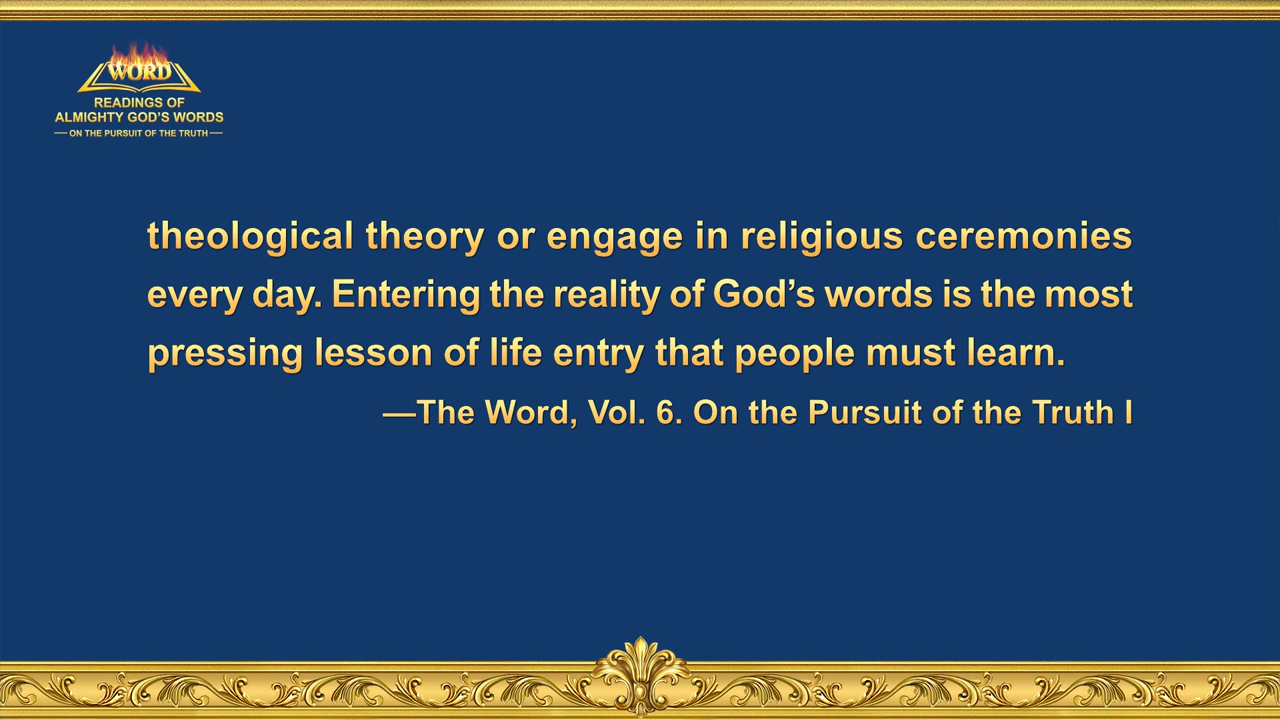 WORD
READINGS OF
ALMIGHTY GOD'S WORDS
— ON THE PURSUIT OF THE TRUTH —
theological theory or engage in religious ceremonies
every day. Entering the reality of God’s words is the most
pressing lesson of life entry that people must learn.
—The Word, Vol. 6. On the Pursuit of the Truth I